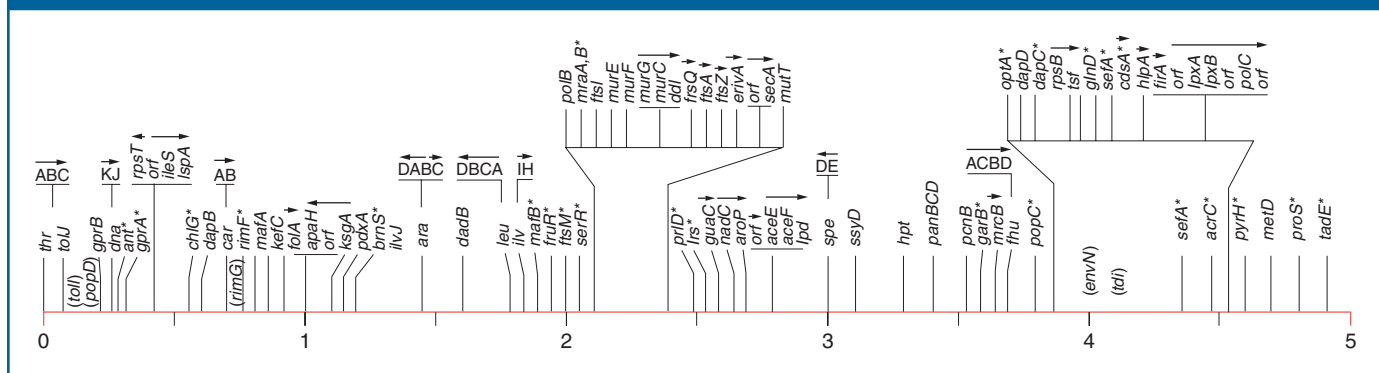 polB mraA,B* ftsI murE murF murG murC ddl frsQ ftsA ftsZ erivA orf secA mutT
optA* dapD dapC* rpsB tsf glnD* sefA* cdsA* hlpA firA orf lpxA lpxB orf polC orf
rpsT orf ileS lspA
ABC KJ AB DABC DBCA IH DE ACBD
thr tolJ (tolI) (popD) gprB dna ant* gprA* chlG* dapB car rimF* (rimG) mafA kefC folA apaH orf ksgA pdxA brnS* ilvJ ara dadB leu ilv mafB* fruR* ftsM* serR* prlD* lrs* guaC nadC aroP orf aceE aceF lpd spe ssyD hpt panBCD pcnB garB* mrcB fhu popC* (envN) (tdi) sefA* acrC* pyrH* metD proS* tadE*
0 1 2 3 4 5